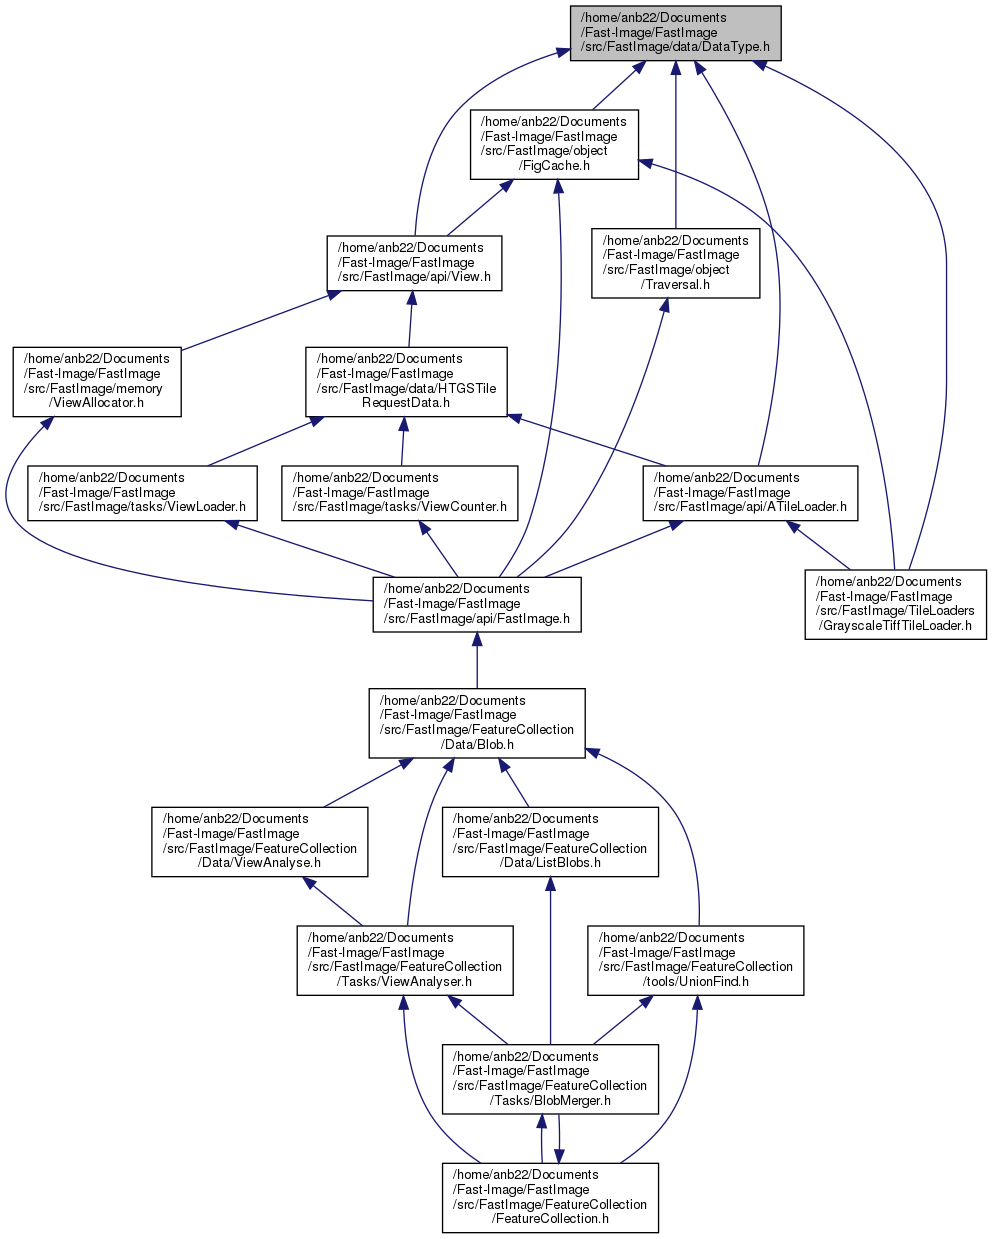 /home/anb22/Documents
/Fast-Image/FastImage
/src/FastImage/data/DataType.h
/home/anb22/Documents
/Fast-Image/FastImage
/src/FastImage/object
/FigCache.h
/home/anb22/Documents
/Fast-Image/FastImage
/src/FastImage/api/View.h
/home/anb22/Documents
/Fast-Image/FastImage
/src/FastImage/object
/Traversal.h
/home/anb22/Documents
/Fast-Image/FastImage
/src/FastImage/memory
/ViewAllocator.h
/home/anb22/Documents
/Fast-Image/FastImage
/src/FastImage/data/HTGSTile
RequestData.h
/home/anb22/Documents
/Fast-Image/FastImage
/src/FastImage/tasks/ViewLoader.h
/home/anb22/Documents
/Fast-Image/FastImage
/src/FastImage/tasks/ViewCounter.h
/home/anb22/Documents
/Fast-Image/FastImage
/src/FastImage/api/ATileLoader.h
/home/anb22/Documents
/Fast-Image/FastImage
/src/FastImage/api/FastImage.h
/home/anb22/Documents
/Fast-Image/FastImage
/src/FastImage/TileLoaders
/GrayscaleTiffTileLoader.h
/home/anb22/Documents
/Fast-Image/FastImage
/src/FastImage/FeatureCollection
/Data/Blob.h
/home/anb22/Documents
/Fast-Image/FastImage
/src/FastImage/FeatureCollection
/Data/ViewAnalyse.h
/home/anb22/Documents
/Fast-Image/FastImage
/src/FastImage/FeatureCollection
/Data/ListBlobs.h
/home/anb22/Documents
/Fast-Image/FastImage
/src/FastImage/FeatureCollection
/Tasks/ViewAnalyser.h
/home/anb22/Documents
/Fast-Image/FastImage
/src/FastImage/FeatureCollection
/tools/UnionFind.h
/home/anb22/Documents
/Fast-Image/FastImage
/src/FastImage/FeatureCollection
/Tasks/BlobMerger.h
/home/anb22/Documents
/Fast-Image/FastImage
/src/FastImage/FeatureCollection
/FeatureCollection.h